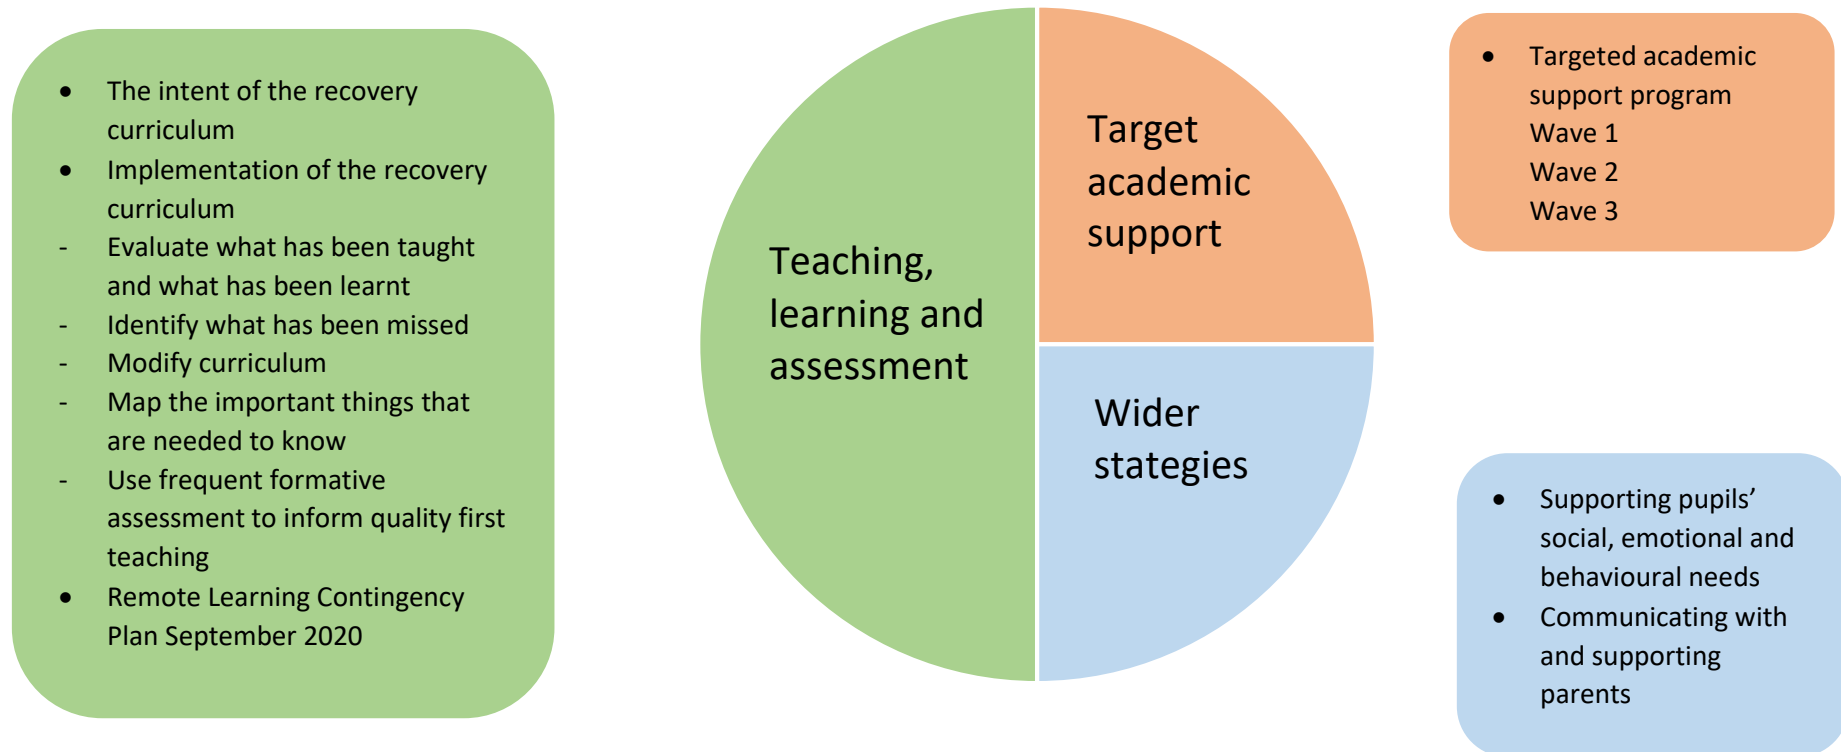 • The intent of the recovery
curriculum
• Implementation of the recovery
curriculum
- Evaluate what has been taught
and what has been learnt
- Identify what has been missed
- Modify curriculum
- Map the important things that
are needed to know
- Use frequent formative
assessment to inform quality first
teaching
• Remote Learning Contingency
Plan September 2020
Teaching,
learning and
assessment
Target
academic
support
Wider
stategies
• Targeted academic
support program
Wave 1
Wave 2
Wave 3
• Supporting pupils’
social, emotional and
behavioural needs
• Communicating with
and supporting
parents